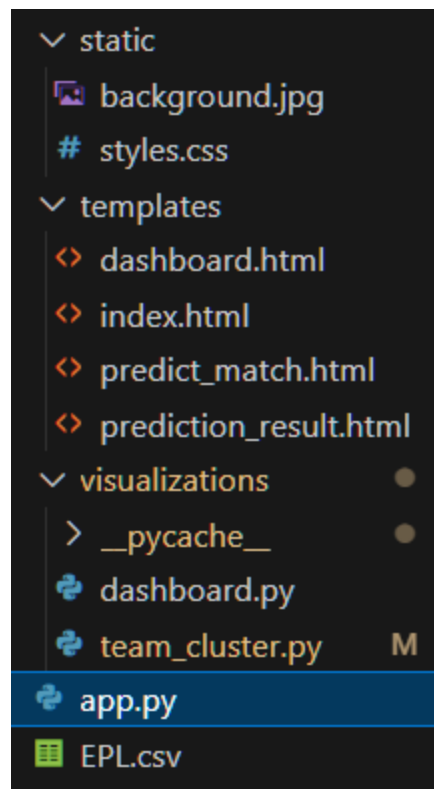 static
background.jpg
# styles.css
templates
<> dashboard.html
<> index.html
<> predict_match.html
<> prediction_result.html
visualizations
__pycache__
dashboard.py
team_cluster.py M
app.py
EPL.csv